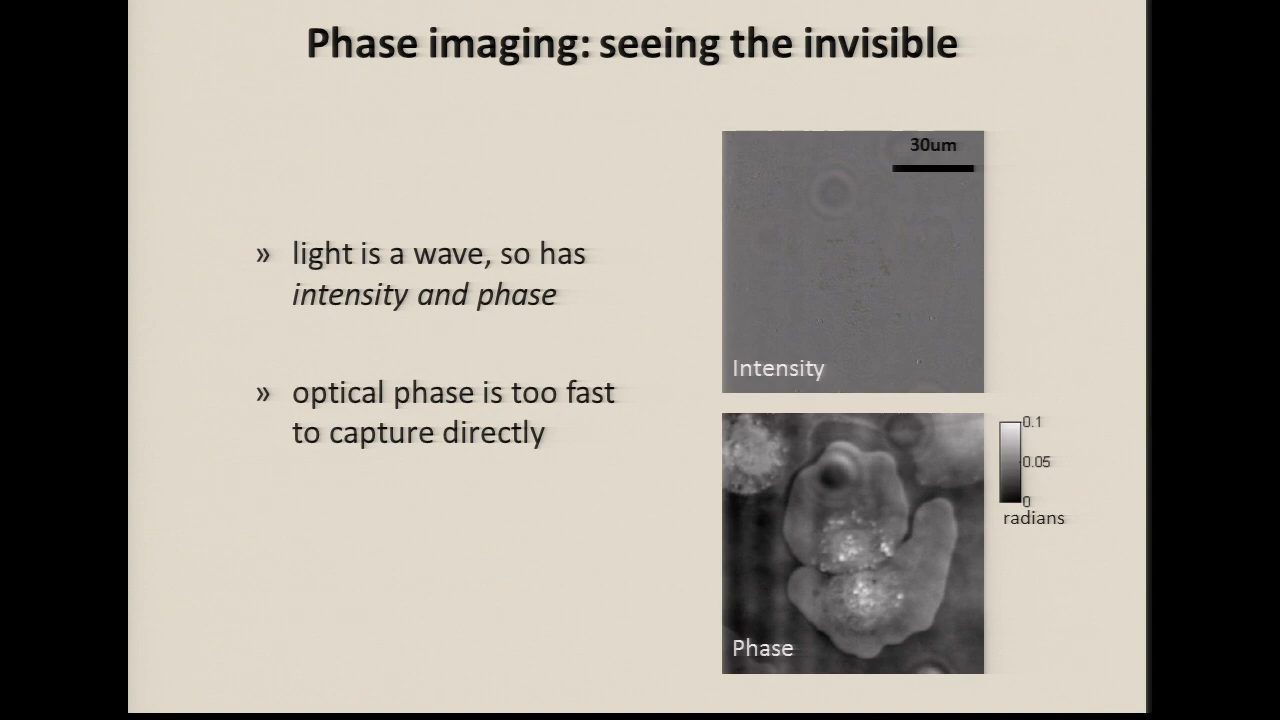 Phase imaging: seeing the invisible
» light is a wave, so has
intensity and phase
» optical phase is too fast
to capture directly
30um
Intensity
Phase
0.1
0.05
0
radians